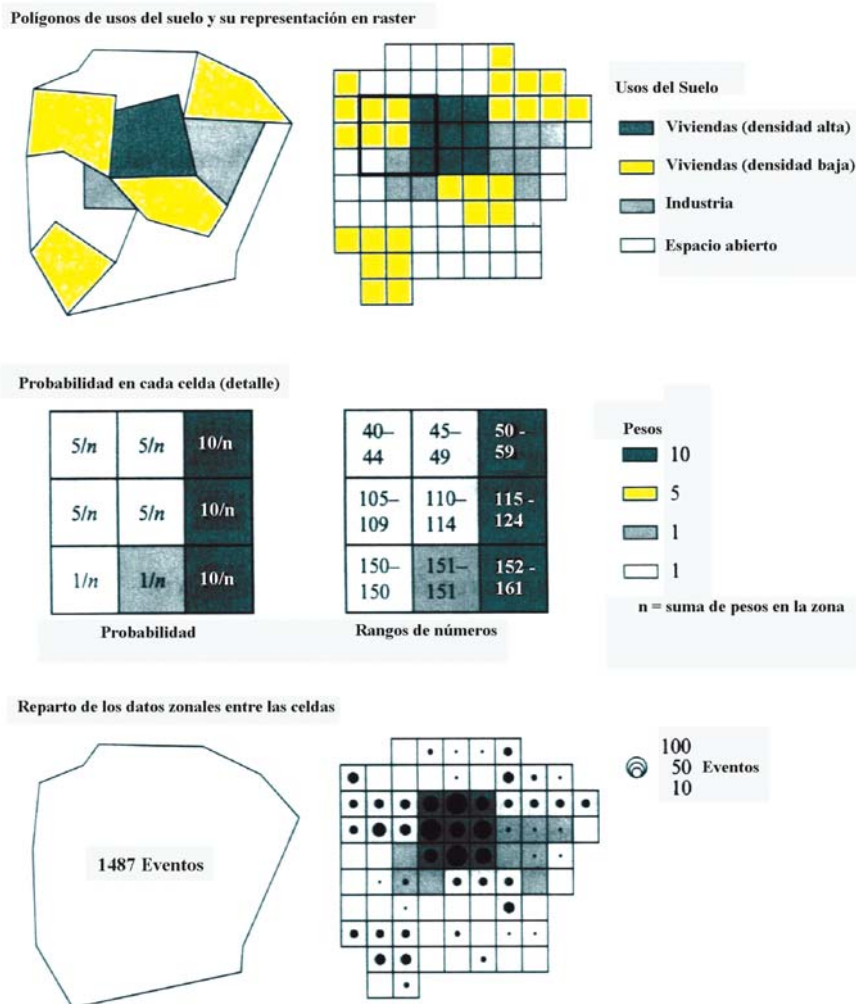 Polígonos de usos del suelo y su representación en raster
Usos del Suelo
Viviendas (densidad alta)
Viviendas (densidad baja)
Industria
Espacio abierto
Probabilidad en cada celda (detalle)
5/n 5/n 10/n
5/n 5/n 10/n
1/n 1/n 10/n
Probabilidad
40– 45– 50 -
44 49 59
105– 110– 115 -
109 114 124
150– 151– 152 -
150 151 161
Rangos de números
Pesos
10
5
1
1
n = suma de pesos en la zona
Reparto de los datos zonales entre las celdas
1487 Eventos
100
50 Eventos
10